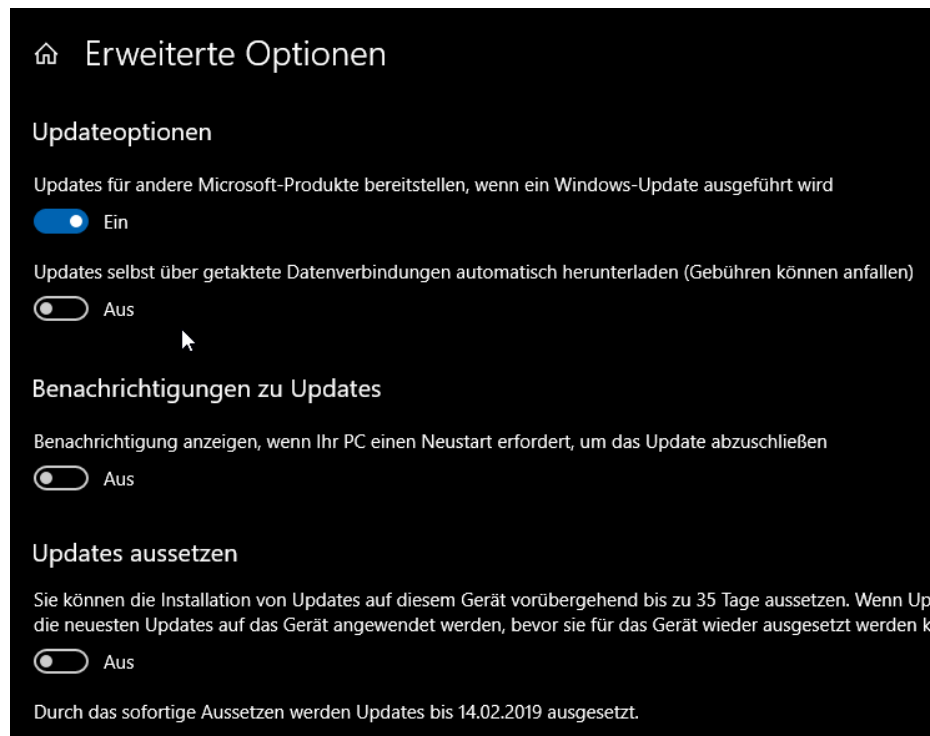 Erweiterte Optionen
Updateoptionen
Updates für andere Microsoft-Produkte bereitstellen, wenn ein Windows-Update ausgeführt wird
Ein
Updates selbst über getaktete Datenverbindungen automatisch herunterladen (Gebühren können anfallen)
Aus
Benachrichtigungen zu Updates
Benachrichtigung anzeigen, wenn Ihr PC einen Neustart erfordert, um das Update abzuschließen
Aus
Updates aussetzen
Sie können die Installation von Updates auf diesem Gerät vorübergehend bis zu 35 Tage aussetzen. Wenn Up
die neuesten Updates auf das Gerät angewendet werden, bevor sie für das Gerät wieder ausgesetzt werden k
Aus
Durch das sofortige Aussetzen werden Updates bis 14.02.2019 ausgesetzt.